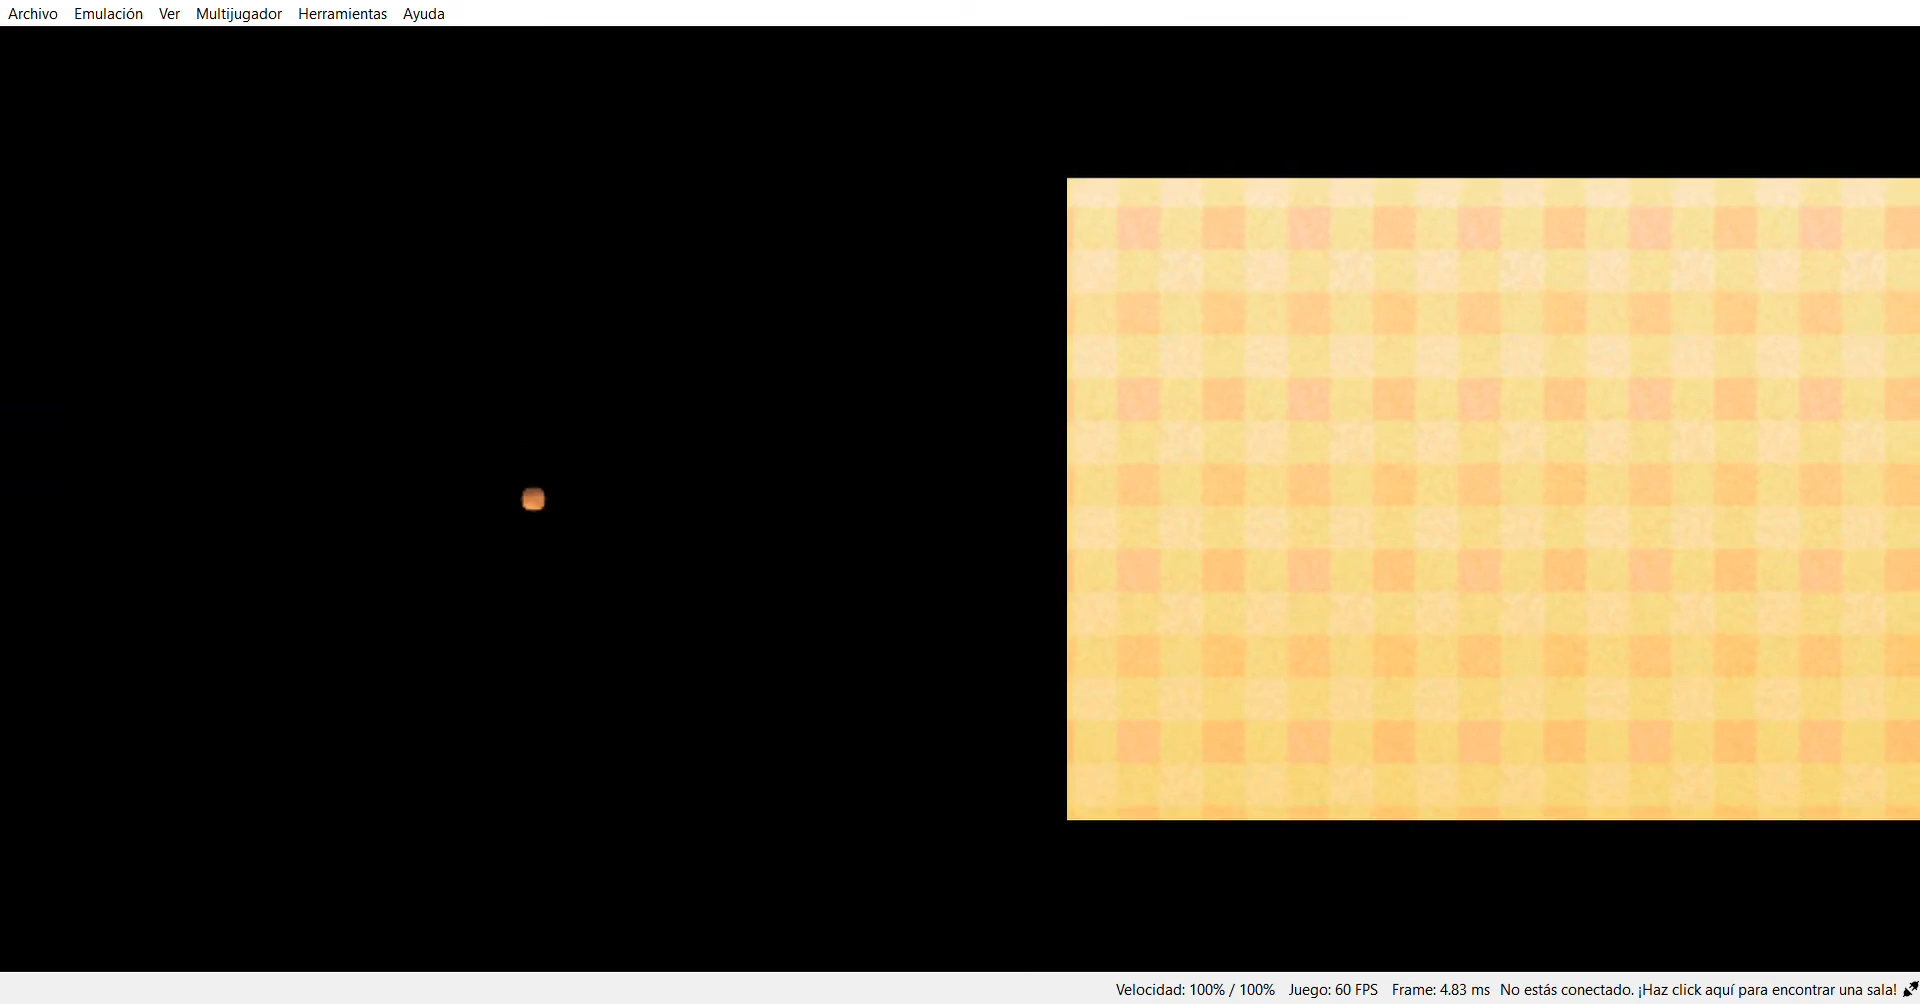 Archivo Emulación Ver Multijugador Herramientas Ayuda
Velocidad: 100% / 100% Juego: 60 FPS Frame: 4.83 ms No estás conectado. ¡Haz click aquí para encontrar una sala!